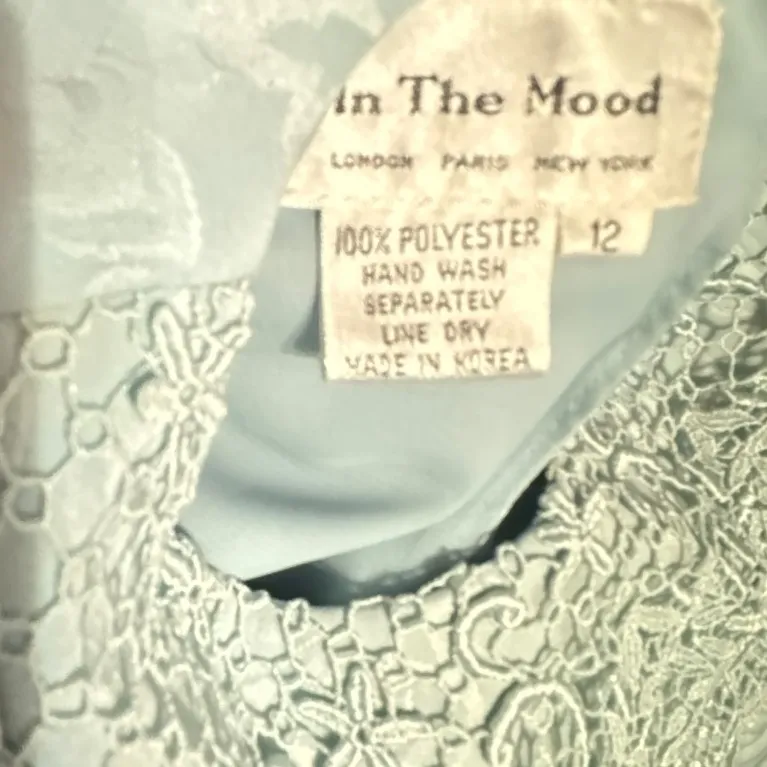 In The Mood
LONDON PARIS NEW YORK
100% POLYESTER
12
HAND WASH
SEPARATELY
LINE DRY
MADE IN KOREA